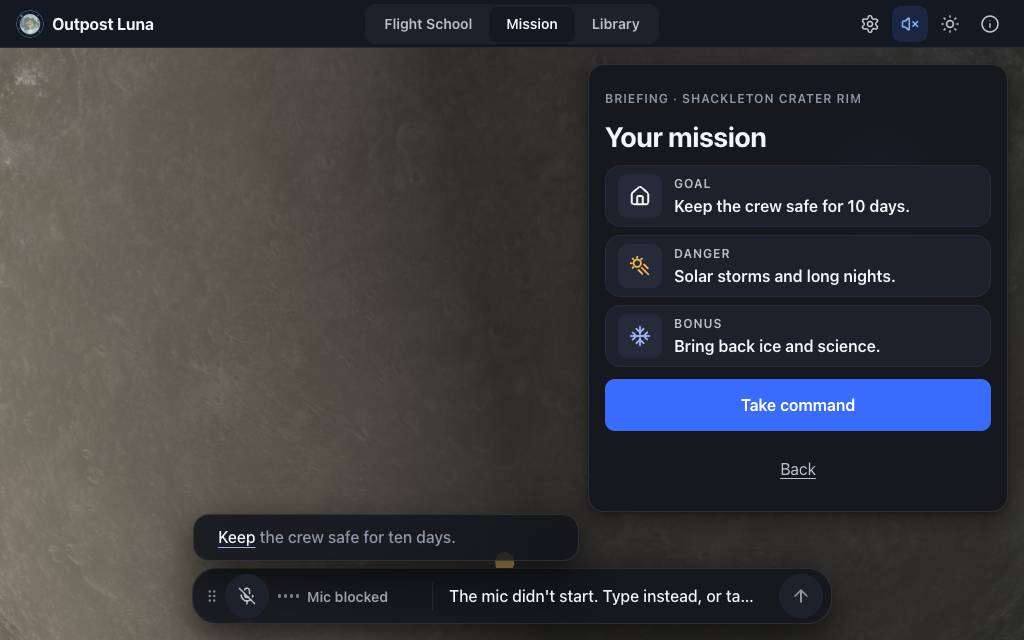 Outpost Luna
Flight School
Mission
Library
BRIEFING · SHACKLETON CRATER RIM
Your mission
GOAL
Keep the crew safe for 10 days.
DANGER
Solar storms and long nights.
BONUS
Bring back ice and science.
Take command
Back
Keep the crew safe for ten days.
Mic blocked
The mic didn't start. Type instead, or ta...